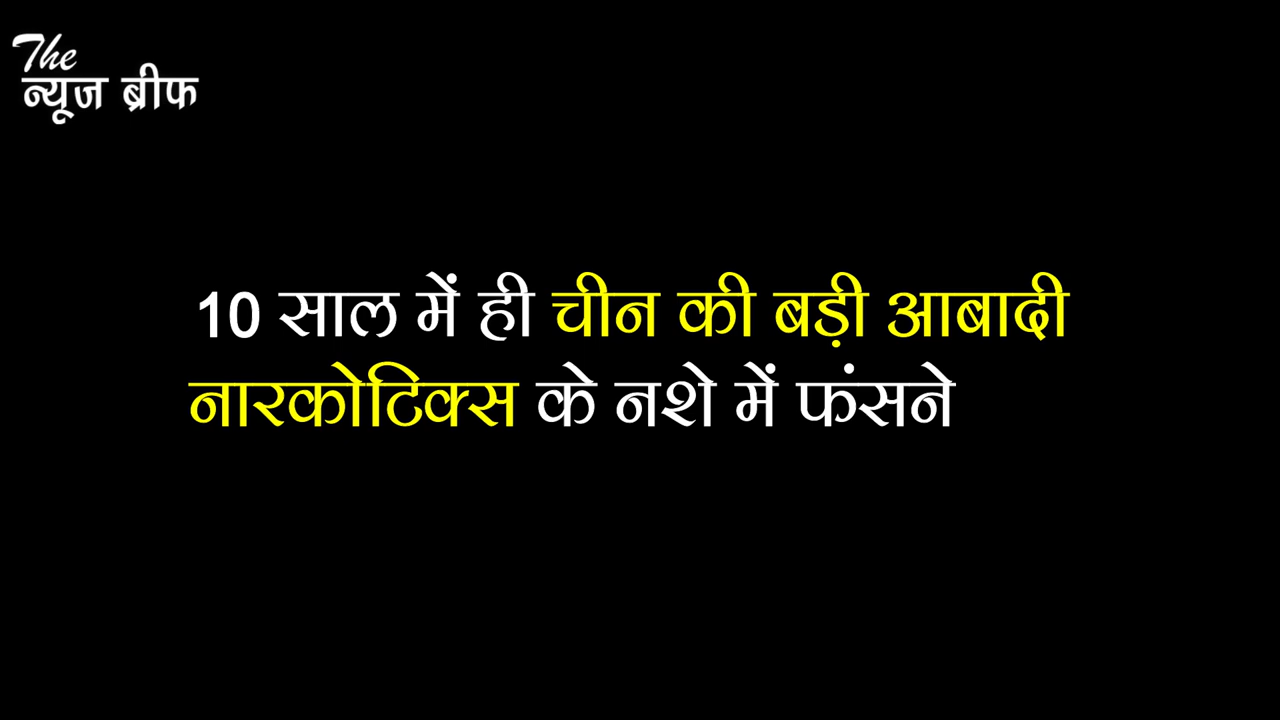 The
न्यूज ब्रीफ
10 साल में ही चीन की बड़ी आबादी
नारकोटिक्स के नशे में फंसने